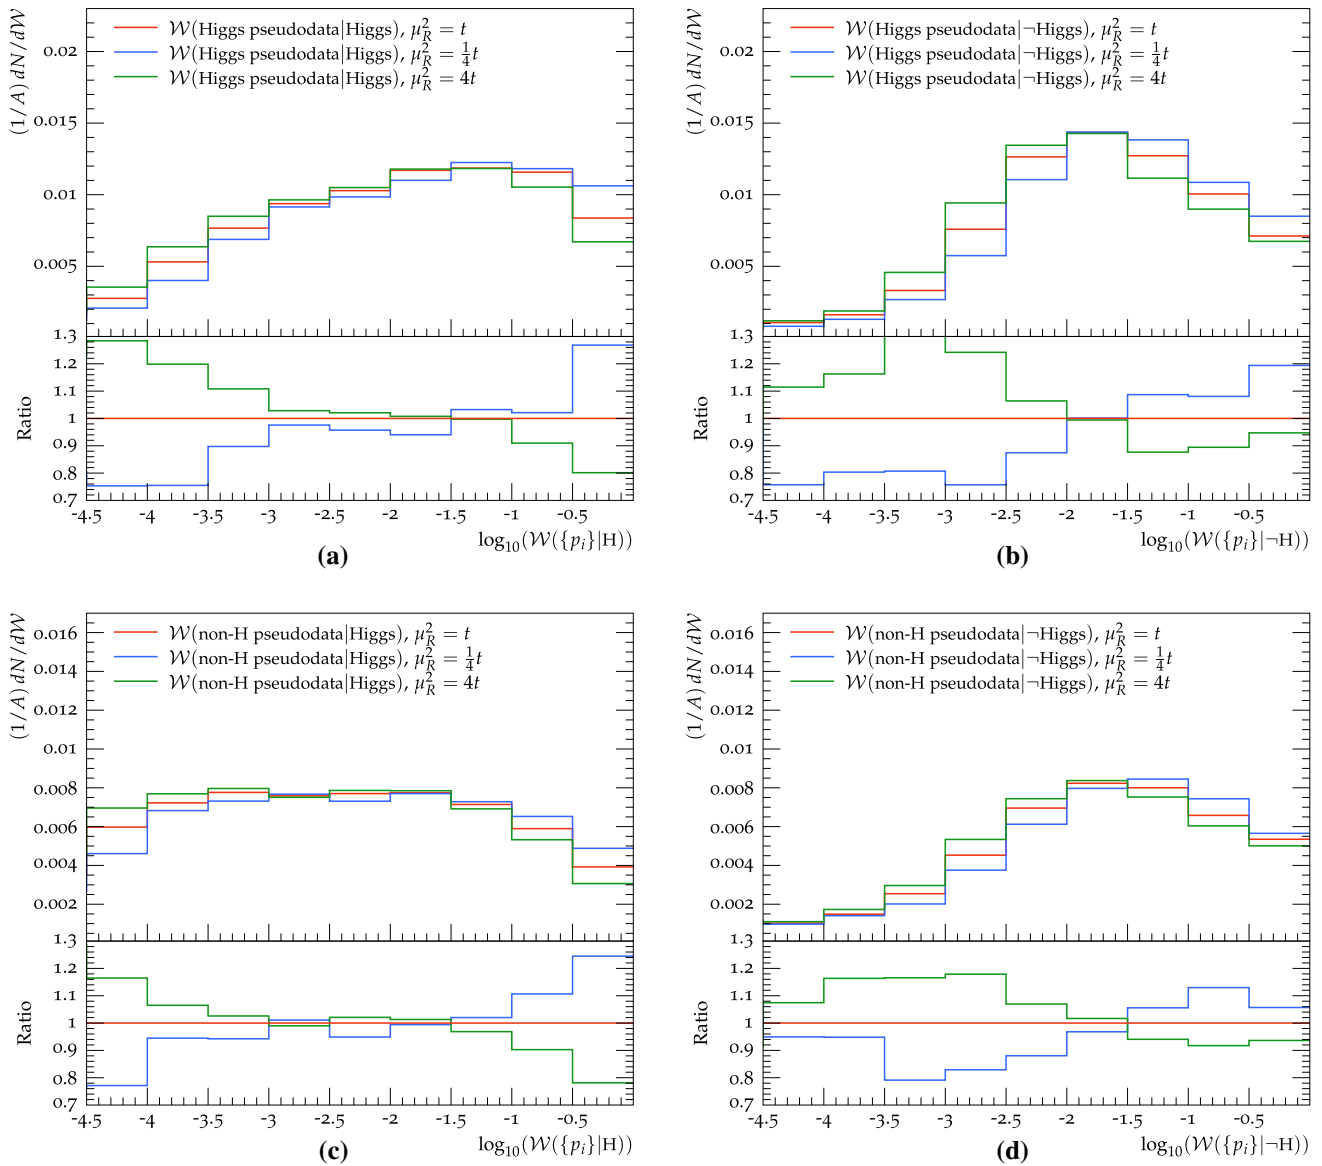 (1/A) dN/dW
0.02
0.015
0.01
0.005
W(Higgs pseudodata|Higgs), μ_R^2 = t
W(Higgs pseudodata|Higgs), μ_R^2 = 1/4 t
W(Higgs pseudodata|Higgs), μ_R^2 = 4t
Ratio
1.3
1.2
1.1
1
0.9
0.8
0.7
-4.5 -4 -3.5 -3 -2.5 -2 -1.5 -1 -0.5
log10(W({p_i}|H))
(a)
(1/A) dN/dW
0.02
0.015
0.01
0.005
W(Higgs pseudodata|¬Higgs), μ_R^2 = t
W(Higgs pseudodata|¬Higgs), μ_R^2 = 1/4 t
W(Higgs pseudodata|¬Higgs), μ_R^2 = 4t
Ratio
1.3
1.2
1.1
1
0.9
0.8
0.7
-4.5 -4 -3.5 -3 -2.5 -2 -1.5 -1 -0.5
log10(W({p_i}|¬H))
(b)
(1/A) dN/dW
0.016
0.014
0.012
0.01
0.008
0.006
0.004
0.002
W(non-H pseudodata|Higgs), μ_R^2 = t
W(non-H pseudodata|Higgs), μ_R^2 = 1/4 t
W(non-H pseudodata|Higgs), μ_R^2 = 4t
Ratio
1.3
1.2
1.1
1
0.9
0.8
0.7
-4.5 -4 -3.5 -3 -2.5 -2 -1.5 -1 -0.5
log10(W({p_i}|H))
(c)
(1/A) dN/dW
0.016
0.014
0.012
0.01
0.008
0.006
0.004
0.002
W(non-H pseudodata|¬Higgs), μ_R^2 = t
W(non-H pseudodata|¬Higgs), μ_R^2 = 1/4 t
W(non-H pseudodata|¬Higgs), μ_R^2 = 4t
Ratio
1.3
1.2
1.1
1
0.9
0.8
0.7
-4.5 -4 -3.5 -3 -2.5 -2 -1.5 -1 -0.5
log10(W({p_i}|¬H))
(d)